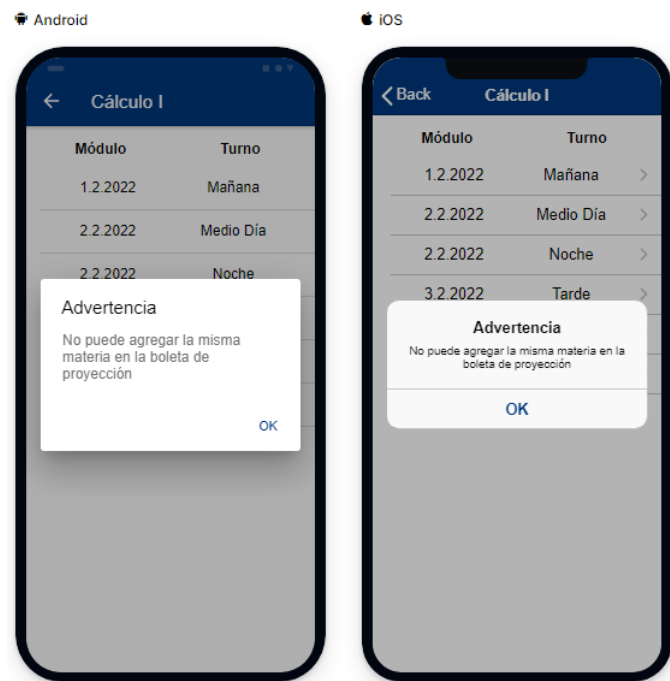 Android
Cálculo I
Módulo Turno
1.2.2022 Mañana
2.2.2022 Medio Día
2.2.2022 Noche
Advertencia
No puede agregar la misma
materia en la boleta de
proyección
OK
iOS
Back Cálculo I
Módulo Turno
1.2.2022 Mañana
2.2.2022 Medio Día
2.2.2022 Noche
3.2.2022 Tarde
Advertencia
No puede agregar la misma materia en la
boleta de proyección
OK